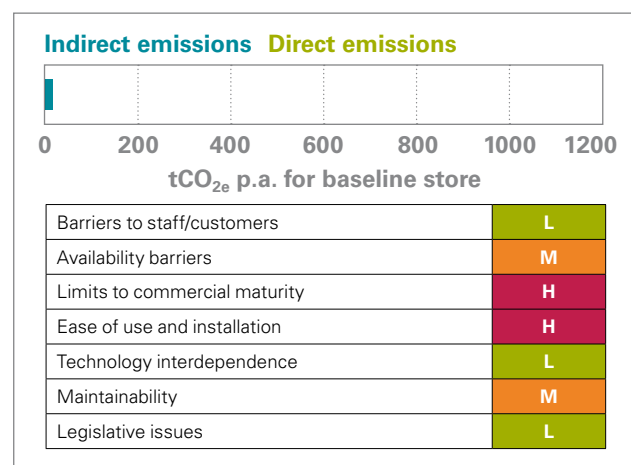 Indirect emissions Direct emissions
0 200 400 600 800 1000 1200
tCO₂ₑ p.a. for baseline store
Barriers to staff/customers L
Availability barriers M
Limits to commercial maturity H
Ease of use and installation H
Technology interdependence L
Maintainability M
Legislative issues L